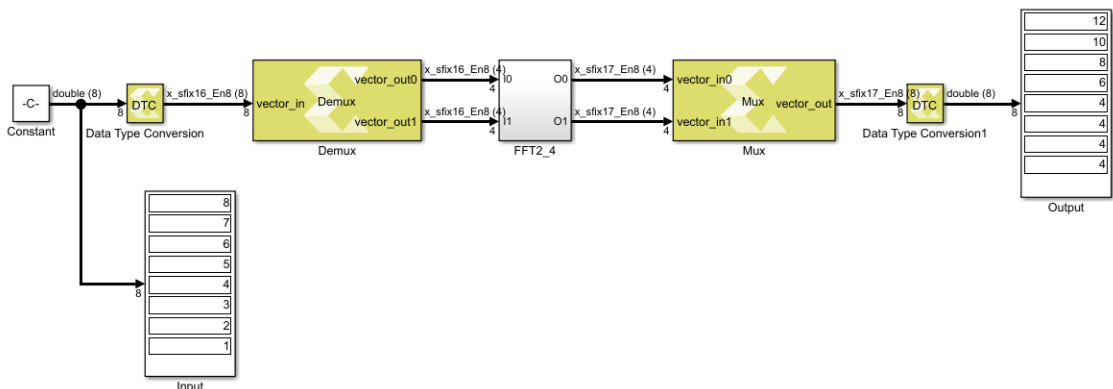 -C-
Constant
double (8)
8
DTC
Data Type Conversion
x_sfix16_En8 (8)
8
vector_in
Demux
vector_out0
vector_out1
Demux
x_sfix16_En8 (4)
4
x_sfix16_En8 (4)
4
I0
I1
O0
O1
FFT2_4
x_sfix17_En8 (4)
4
x_sfix17_En8 (4)
4
vector_in0
vector_in1
Mux
vector_out
Mux
x_sfix17_En8 (8)
8
DTC
Data Type Conversion1
double (8)
8
12
10
8
6
4
4
4
4
Output
8
8
7
6
5
4
3
2
1
Input